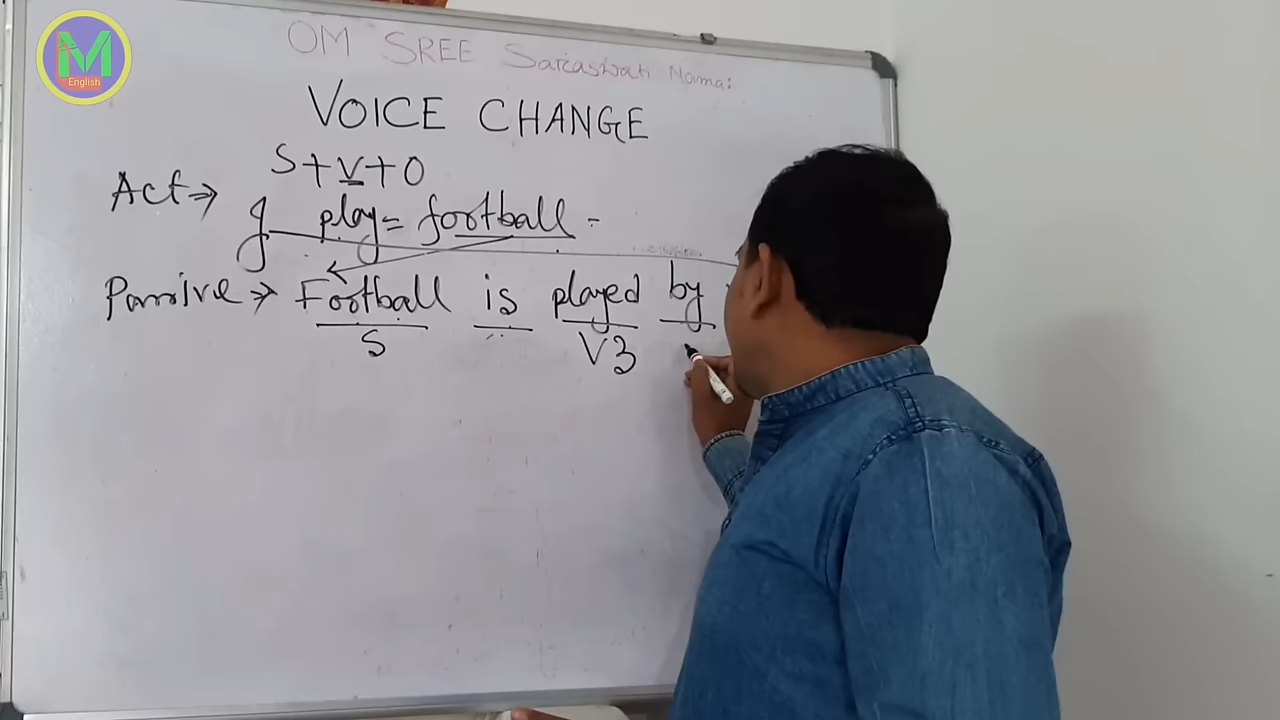 M
English
OM SREE Saraswati Nama:
VOICE CHANGE
S+V+O
Act⇒ I play = football =
Passive ⇒ Football is played by
S V3